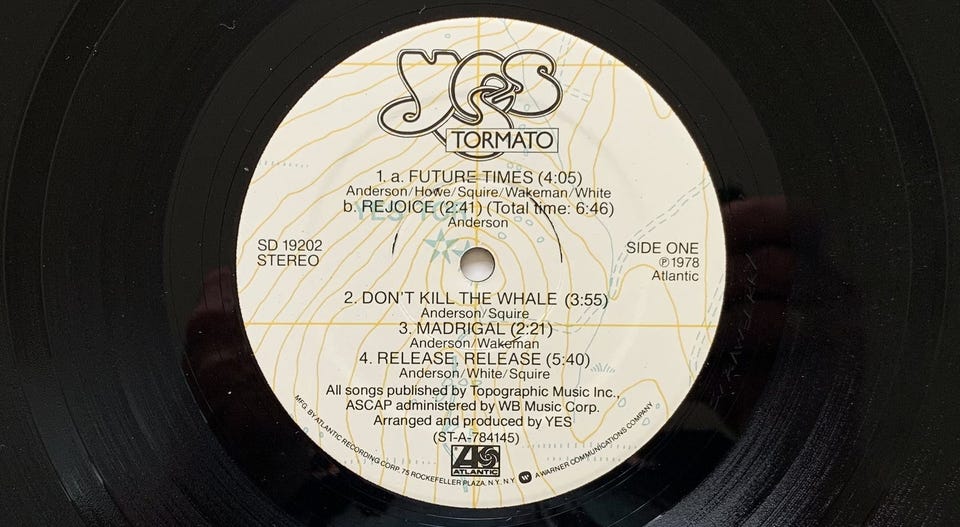 YES
TORMATO
1. a. FUTURE TIMES (4:05)
Anderson/Howe/Squire/Wakeman/White
b. REJOICE (2:41) (Total time: 6:46)
Anderson
YES TOR
SD 19202
STEREO
SIDE ONE
℗1978
Atlantic
2. DON'T KILL THE WHALE (3:55)
Anderson/Squire
3. MADRIGAL (2:21)
Anderson/Wakeman
4. RELEASE, RELEASE (5:40)
Anderson/White/Squire
All songs published by Topographic Music Inc.,
ASCAP administered by WB Music Corp.
Arranged and produced by YES
(ST-A-784145)
ATLANTIC
MFG. BY ATLANTIC RECORDING CORP. 75 ROCKEFELLER PLAZA, N.Y. N.Y. A WARNER COMMUNICATIONS COMPANY